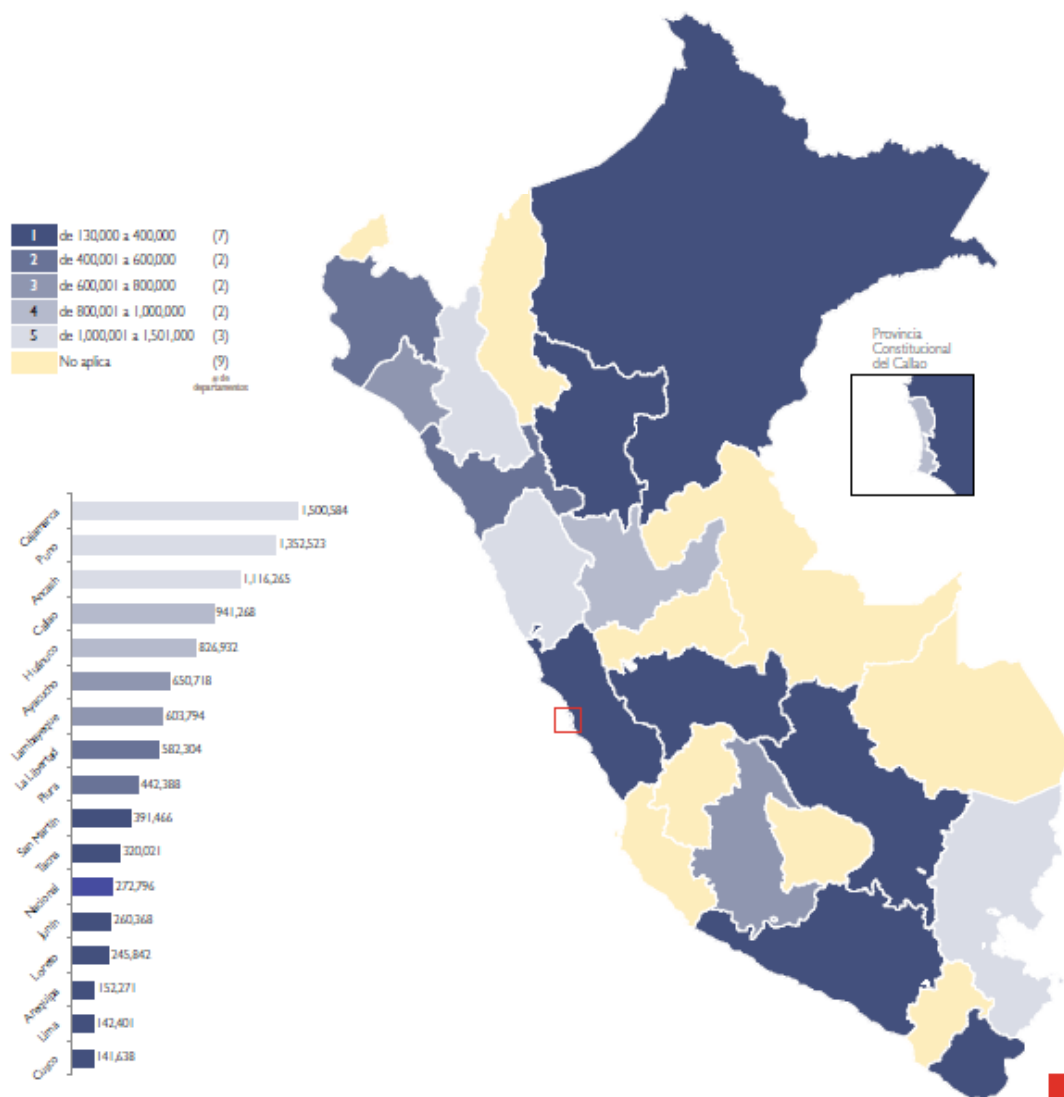 1 de 130,000 a 400,000 (7)
2 de 400,001 a 600,000 (2)
3 de 600,001 a 800,000 (2)
4 de 800,001 a 1,000,000 (2)
5 de 1,000,001 a 1,501,000 (3)
No aplica (9)
# de
departamentos
Provincia
Constitucional
del Callao
Cajamarca 1,500,584
Puno 1,352,523
Ancash 1,116,265
Callao 941,268
Huánuco 826,932
Ayacucho 650,718
Lambayeque 603,794
La Libertad 582,304
Piura 442,388
San Martín 391,466
Tacna 320,021
Nacional 272,796
Junín 260,368
Loreto 245,842
Arequipa 152,271
Lima 142,401
Cusco 141,638